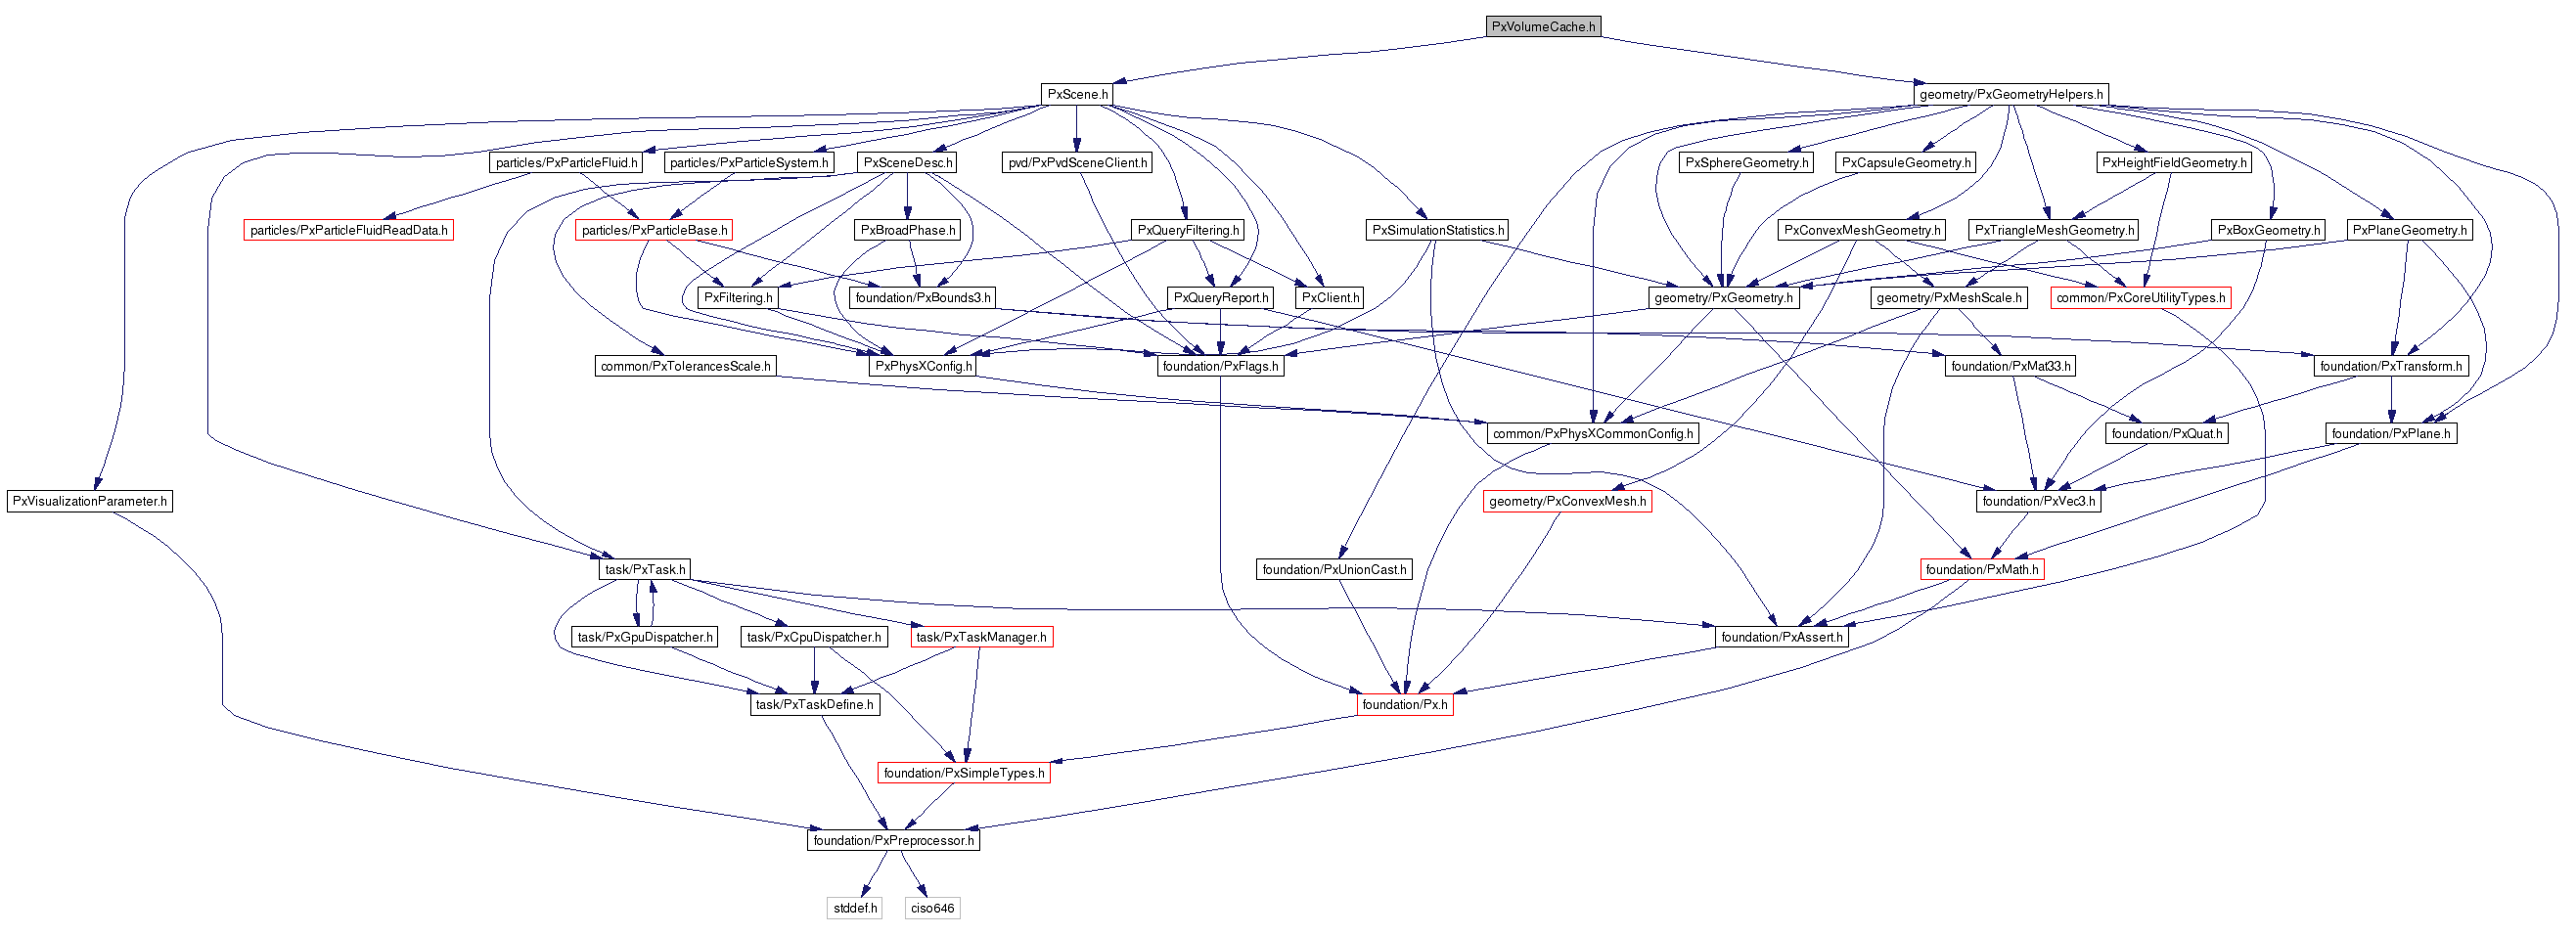 PxVolumeCache.h
PxScene.h
geometry/PxGeometryHelpers.h
particles/PxParticleFluid.h
particles/PxParticleSystem.h
PxSceneDesc.h
pvd/PxPvdSceneClient.h
PxSphereGeometry.h
PxCapsuleGeometry.h
PxHeightFieldGeometry.h
particles/PxParticleFluidReadData.h
particles/PxParticleBase.h
PxBroadPhase.h
PxQueryFiltering.h
PxSimulationStatistics.h
PxConvexMeshGeometry.h
PxTriangleMeshGeometry.h
PxBoxGeometry.h
PxPlaneGeometry.h
PxFiltering.h
foundation/PxBounds3.h
PxQueryReport.h
PxClient.h
geometry/PxGeometry.h
geometry/PxMeshScale.h
common/PxCoreUtilityTypes.h
common/PxTolerancesScale.h
PxPhysXConfig.h
foundation/PxFlags.h
foundation/PxMat33.h
foundation/PxTransform.h
common/PxPhysXCommonConfig.h
foundation/PxQuat.h
foundation/PxPlane.h
PxVisualizationParameter.h
geometry/PxConvexMesh.h
foundation/PxVec3.h
task/PxTask.h
foundation/PxUnionCast.h
foundation/PxMath.h
task/PxGpuDispatcher.h
task/PxCpuDispatcher.h
task/PxTaskManager.h
foundation/PxAssert.h
task/PxTaskDefine.h
foundation/Px.h
foundation/PxSimpleTypes.h
foundation/PxPreprocessor.h
stddef.h
ciso646